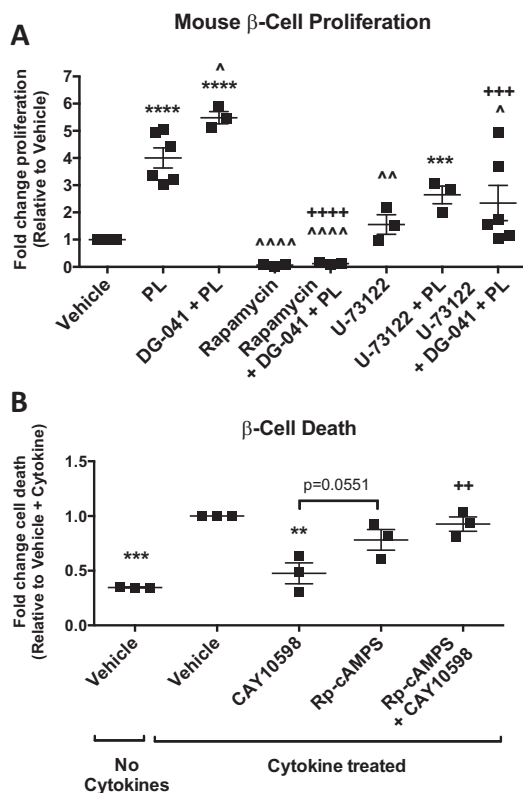 A
Mouse β-Cell Proliferation
Fold change proliferation
(Relative to Vehicle)
7
6
5
4
3
2
1
0
****
^
****
^^^^
++++
^^^^
^^
***
+++
^
Vehicle
PL
DG-041 + PL
Rapamycin
Rapamycin
+ DG-041 + PL
U-73122
U-73122 + PL
U-73122
+ DG-041 + PL
B
β-Cell Death
Fold change cell death
(Relative to Vehicle + Cytokine)
1.5
1.0
0.5
0.0
***
**
p=0.0551
++
Vehicle
Vehicle
CAY10598
Rp-cAMPS
Rp-cAMPS
+ CAY10598
No
Cytokines
Cytokine treated